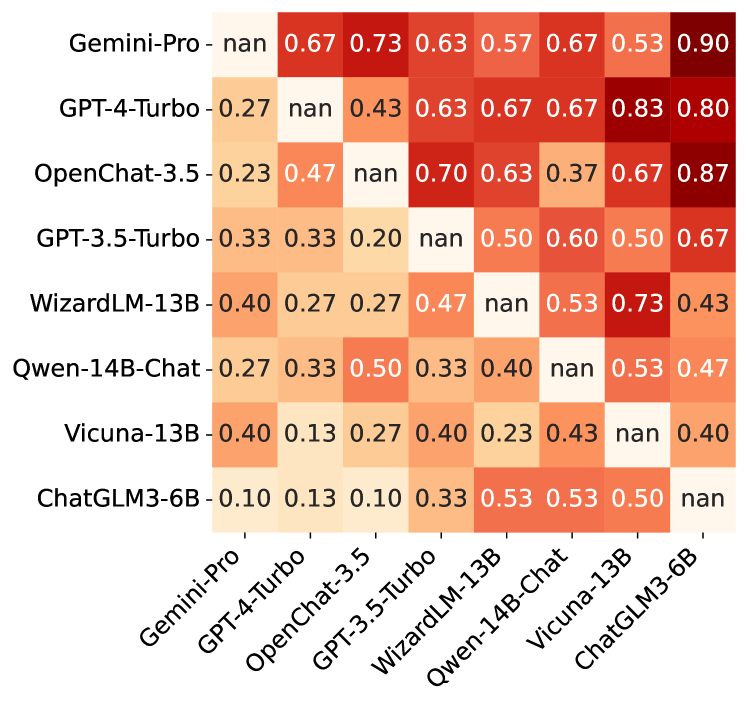 Gemini-Pro nan 0.67 0.73 0.63 0.57 0.67 0.53 0.90
GPT-4-Turbo 0.27 nan 0.43 0.63 0.67 0.67 0.83 0.80
OpenChat-3.5 0.23 0.47 nan 0.70 0.63 0.37 0.67 0.87
GPT-3.5-Turbo 0.33 0.33 0.20 nan 0.50 0.60 0.50 0.67
WizardLM-13B 0.40 0.27 0.27 0.47 nan 0.53 0.73 0.43
Qwen-14B-Chat 0.27 0.33 0.50 0.33 0.40 nan 0.53 0.47
Vicuna-13B 0.40 0.13 0.27 0.40 0.23 0.43 nan 0.40
ChatGLM3-6B 0.10 0.13 0.10 0.33 0.53 0.53 0.50 nan
Gemini-Pro
GPT-4-Turbo
OpenChat-3.5
GPT-3.5-Turbo
WizardLM-13B
Qwen-14B-Chat
Vicuna-13B
ChatGLM3-6B